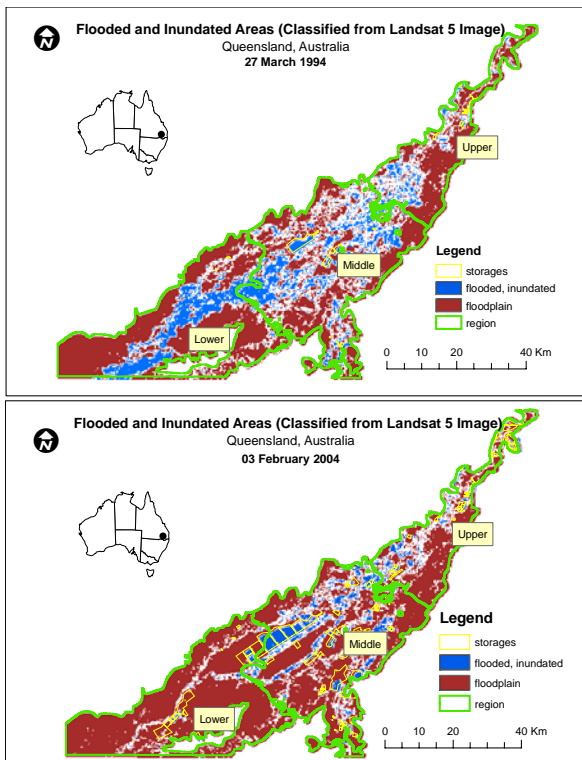 Flooded and Inundated Areas (Classified from Landsat 5 Image)
Queensland, Australia
27 March 1994
N
Upper
Middle
Lower
Legend
storages
flooded, inundated
floodplain
region
0 10 20 40 Km
Flooded and Inundated Areas (Classified from Landsat 5 Image)
Queensland, Australia
03 February 2004
N
Upper
Middle
Lower
Legend
storages
flooded, inundated
floodplain
region
0 10 20 40 Km